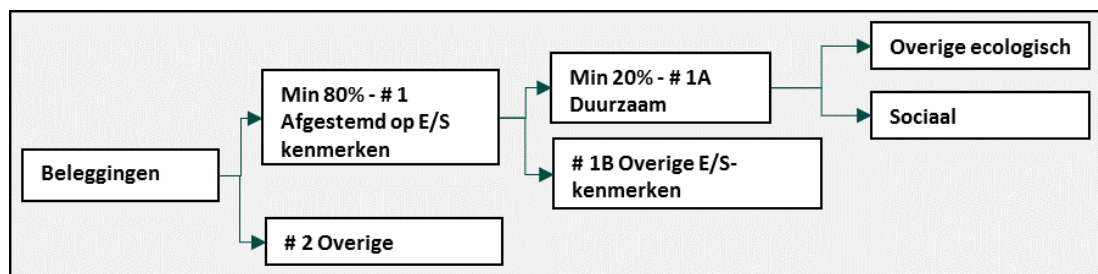 Beleggingen
Min 80% - # 1
Afgestemd op E/S
kenmerken
# 2 Overige
Min 20% - # 1A
Duurzaam
# 1B Overige E/S-
kenmerken
Overige ecologisch
Sociaal